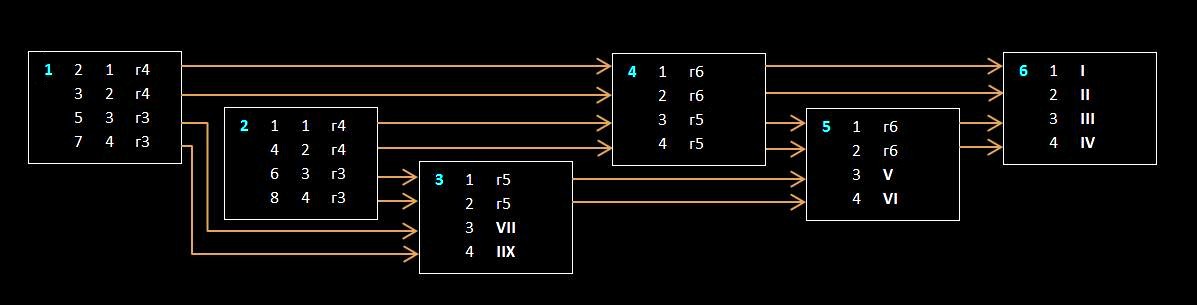 1 2 1 r4
3 2 r4
5 3 r3
7 4 r3
2 1 1 r4
4 2 r4
6 3 r3
8 4 r3
3 1 r5
2 r5
3 VII
4 IIX
4 1 r6
2 r6
3 r5
4 r5
5 1 r6
2 r6
3 V
4 VI
6 1 I
2 II
3 III
4 IV